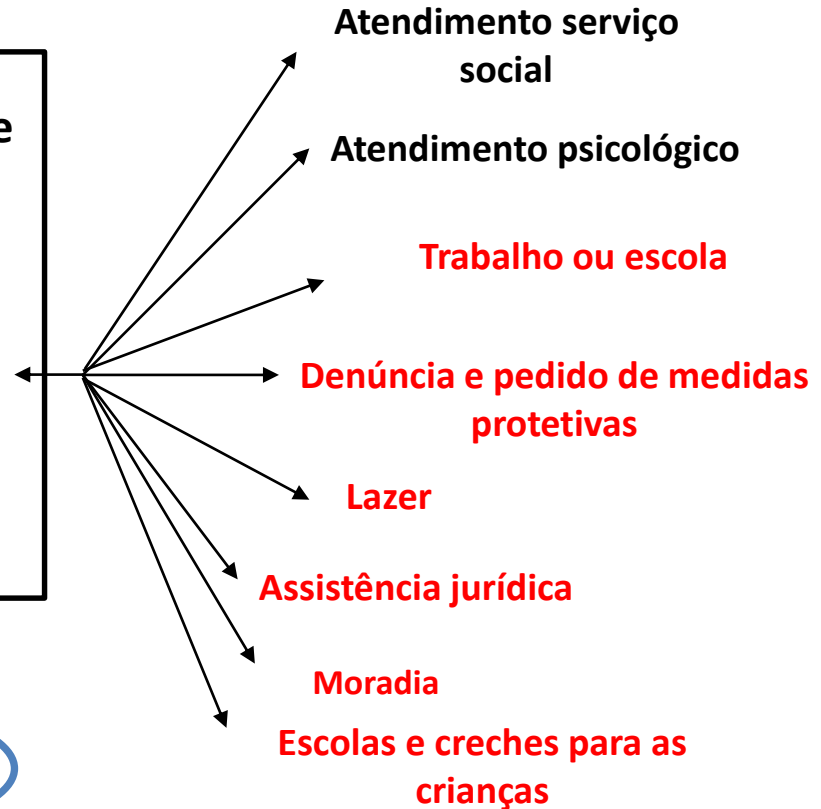 Atendimento serviço
social
e
Atendimento psicológico
Trabalho ou escola
Denúncia e pedido de medidas
protetivas
Lazer
Assistência jurídica
Moradia
Escolas e creches para as
crianças